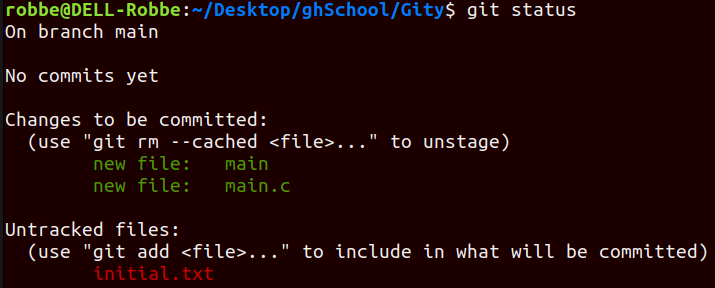 robbe@DELL-Robbe:~/Desktop/ghSchool/Gity$ git status
On branch main
No commits yet
Changes to be committed:
(use "git rm --cached <file>..." to unstage)
new file:   main
new file:   main.c
Untracked files:
(use "git add <file>..." to include in what will be committed)
initial.txt